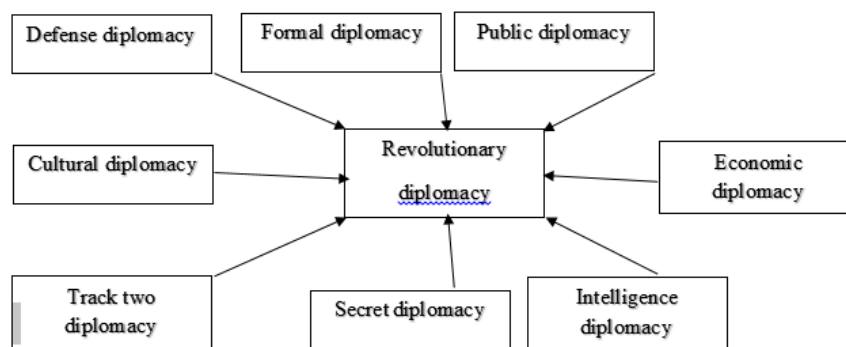 Defense diplomacy
Formal diplomacy
Public diplomacy
Cultural diplomacy
Revolutionary
diplomacy
Economic
diplomacy
Track two
diplomacy
Secret diplomacy
Intelligence
diplomacy